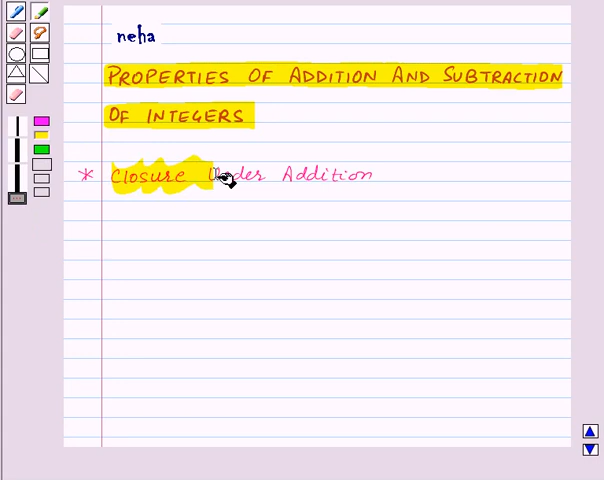 neha
PROPERTIES OF ADDITION AND SUBTRACTION
OF INTEGERS
* Closure Under Addition